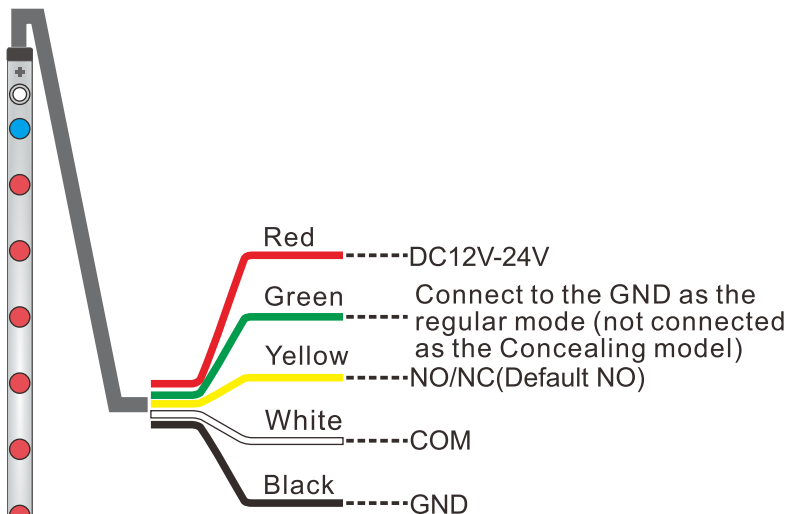 Red
DC12V-24V
Green
Connect to the GND as the
regular mode (not connected
as the Concealing model)
Yellow
NO/NC(Default NO)
White
COM
Black
GND